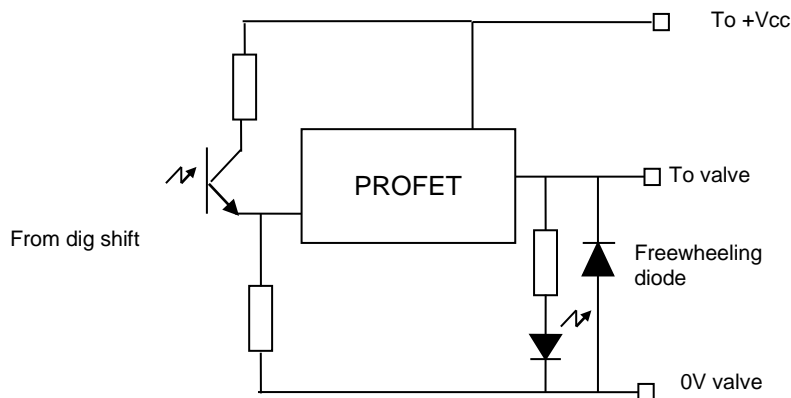 To +Vcc
PROFET
To valve
From dig shift
Freewheeling
diode
0V valve